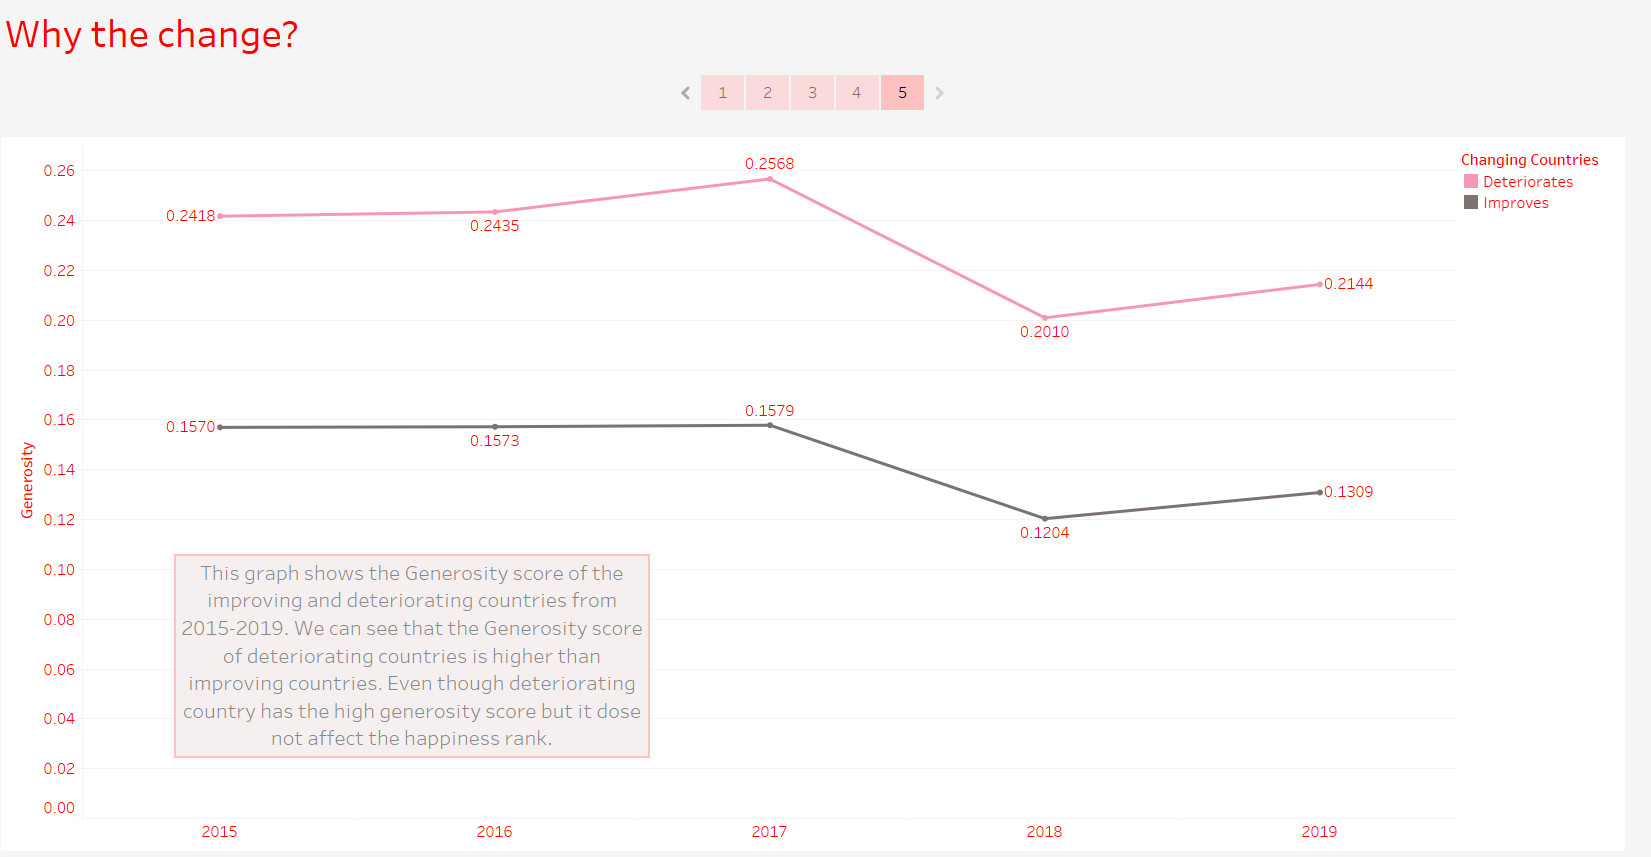 Why the change?
1 2 3 4 5
Changing Countries
Deteriorates
Improves
Generosity
0.26
0.24
0.22
0.20
0.18
0.16
0.14
0.12
0.10
0.08
0.06
0.04
0.02
0.00
0.2418
0.2435
0.2568
0.2010
0.2144
0.1570
0.1573
0.1579
0.1204
0.1309
This graph shows the Generosity score of the
improving and deteriorating countries from
2015-2019. We can see that the Generosity score
of deteriorating countries is higher than
improving countries. Even though deteriorating
country has the high generosity score but it dose
not affect the happiness rank.
2015 2016 2017 2018 2019